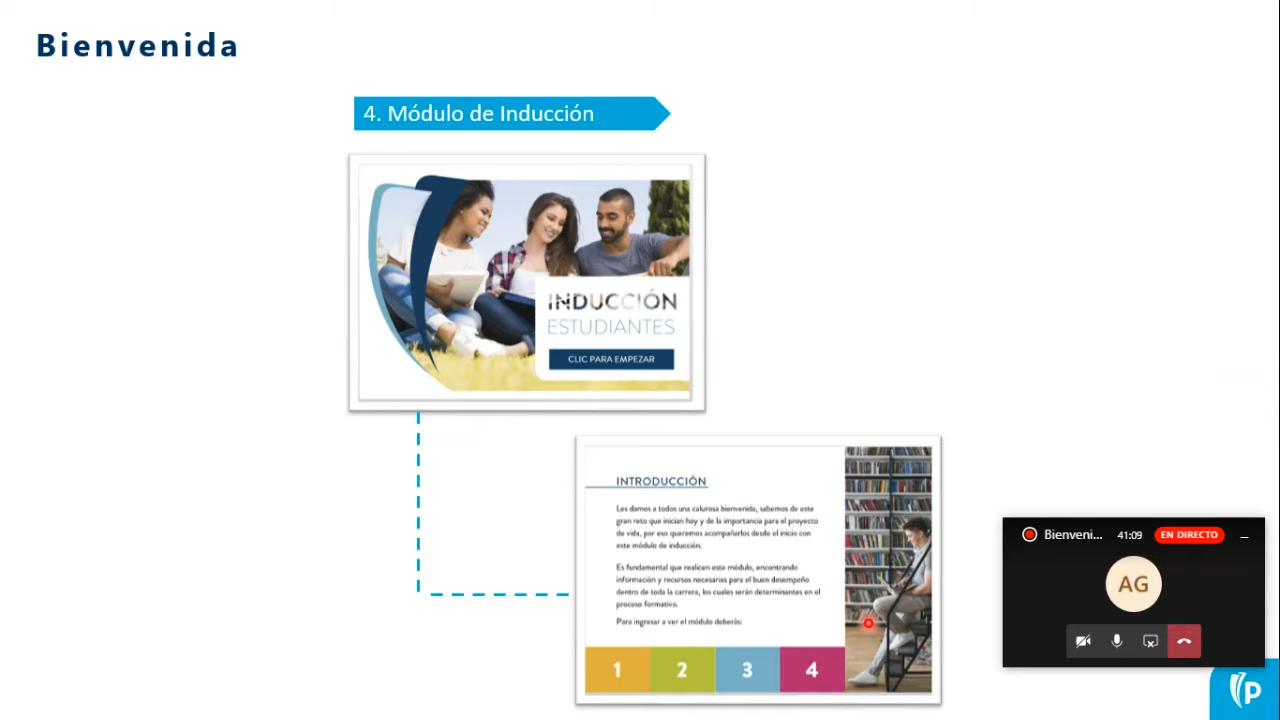 Bienvenida
4. Módulo de Inducción
INDUCCIÓN
ESTUDIANTES
CLIC PARA EMPEZAR
INTRODUCCIÓN
Les damos a todos una calurosa bienvenida, sabemos de este
gran reto que inician hoy y de la importancia para el proyecto
de vida, por eso queremos acompañarlos desde el inicio con
este módulo de inducción.
Es fundamental que realicen este módulo, encontrando
información y recursos necesarios para el buen desempeño
dentro de toda la carrera, los cuales serán determinantes en el
proceso formativo.
Para ingresar a ver el módulo deberás:
1 2 3 4
Bienveni... 41:09 EN DIRECTO
AG
P